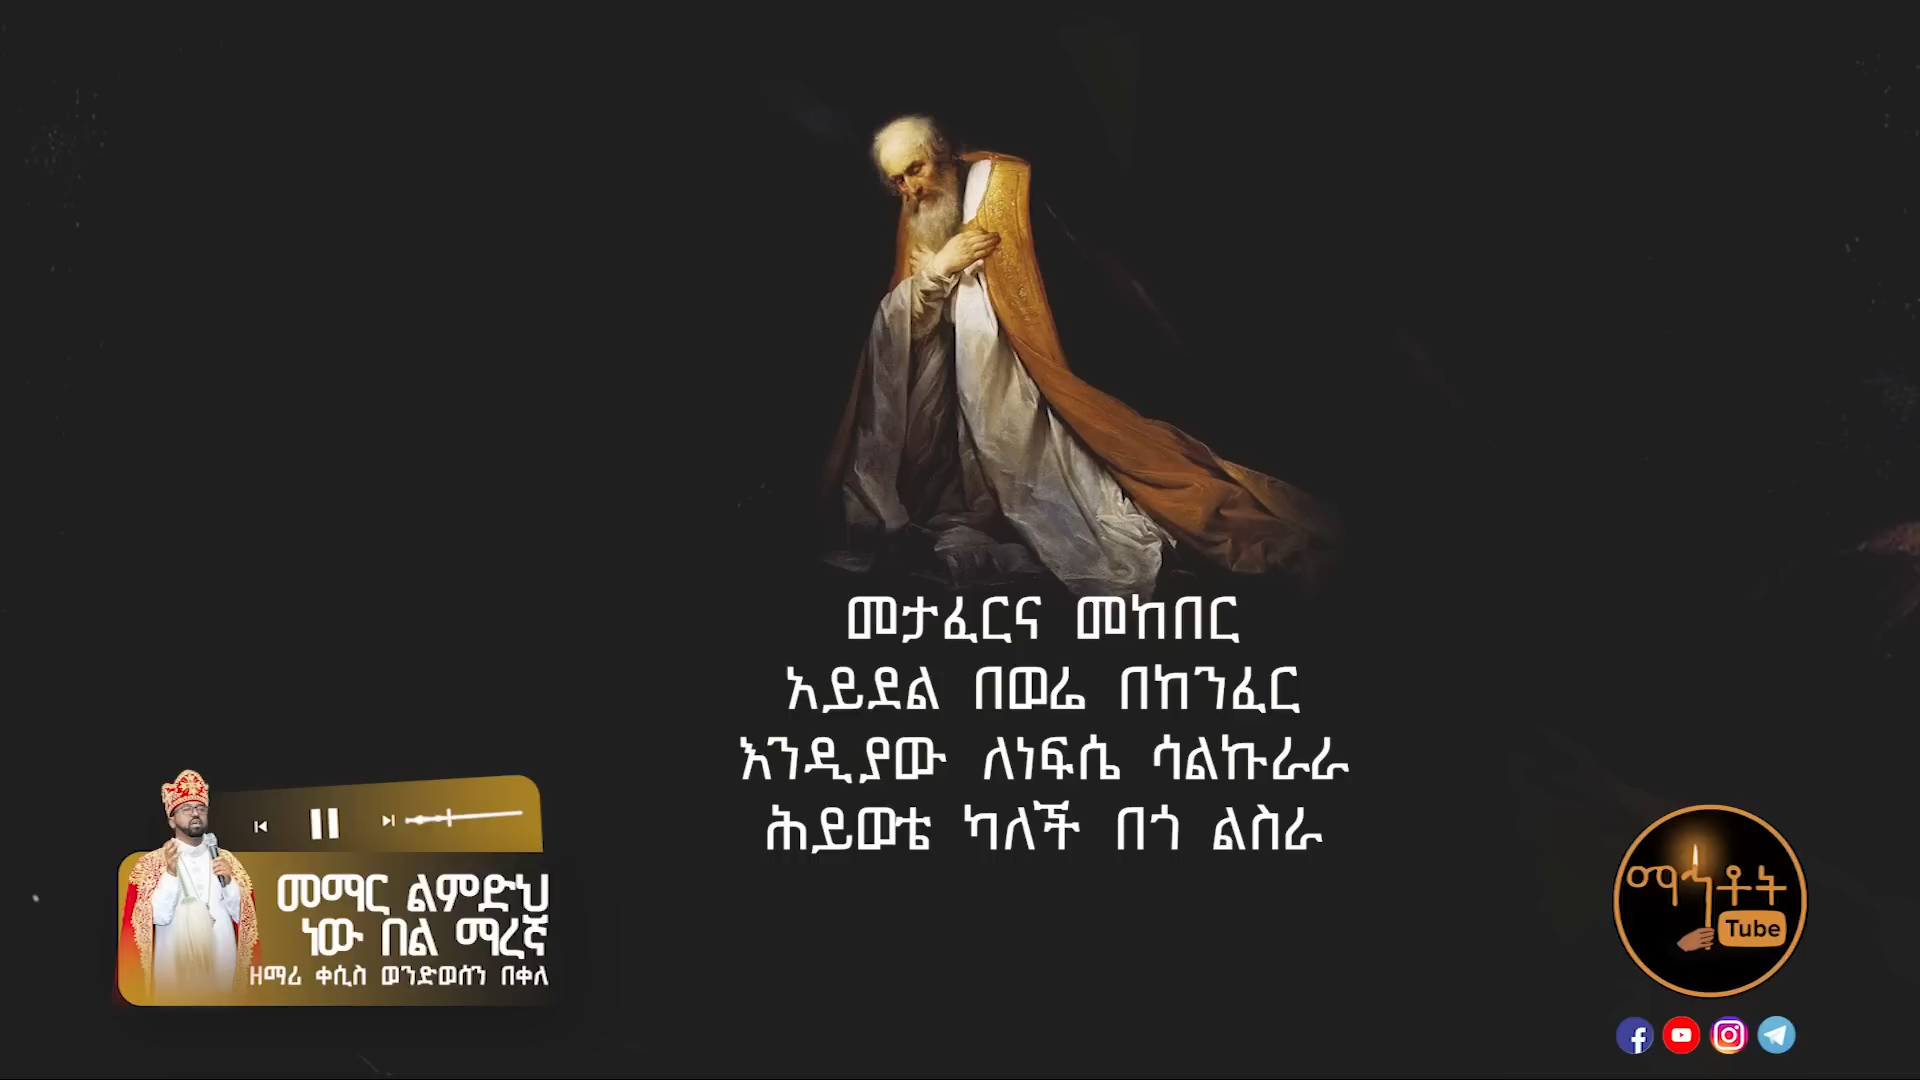 መታፈርና መከበር
አይደል በወሬ በከንፈር
እንዲያው ለነፍሴ ሳልኩራራ
ሕይወቴ ካለች በጎ ልስራ
መማር ልምድህ
ነው በል ማረኛ
ዘማሪ ቀሲስ ወንድወሰን በቀለ
ማኅቶት
Tube